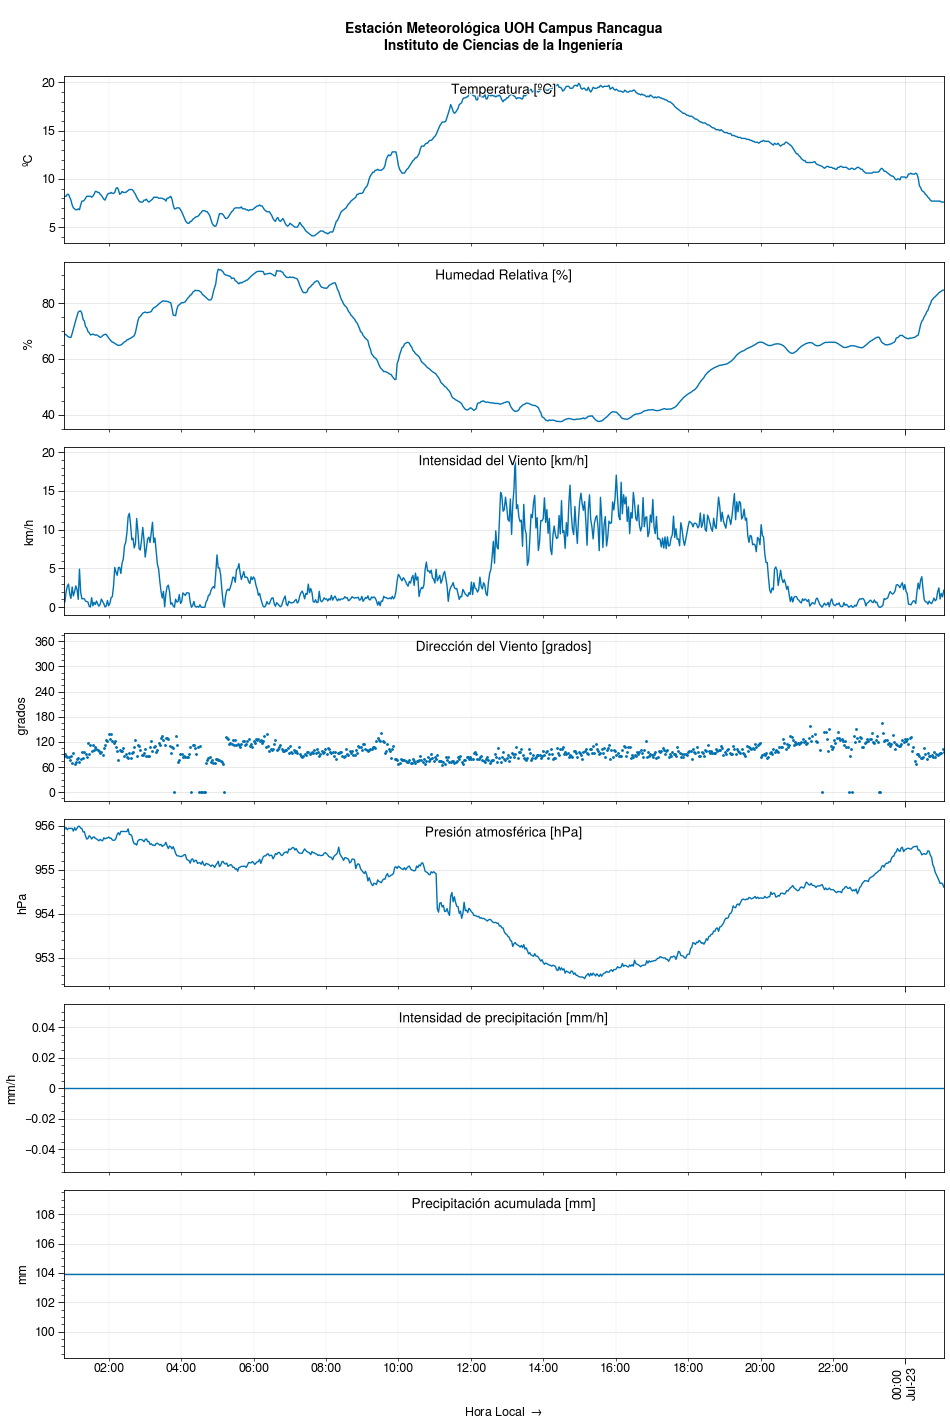 Estación Meteorológica UOH Campus Rancagua
Instituto de Ciencias de la Ingeniería
Temperatura [ºC]
20
15
10
5
ºC
Humedad Relativa [%]
80
60
40
%
Intensidad del Viento [km/h]
20
15
10
5
0
km/h
Dirección del Viento [grados]
360
300
240
180
120
60
0
grados
Presión atmosférica [hPa]
956
955
954
953
hPa
Intensidad de precipitación [mm/h]
0.04
0.02
0
−0.02
−0.04
mm/h
Precipitación acumulada [mm]
108
106
104
102
100
mm
02:00 04:00 06:00 08:00 10:00 12:00 14:00 16:00 18:00 20:00 22:00 00:00
Jul-23
Hora Local →